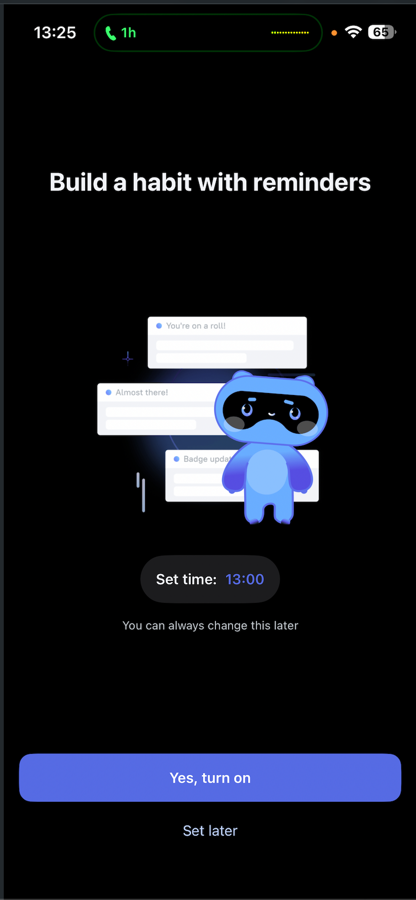 13:25
1h
65
Build a habit with reminders
You're on a roll!
Almost there!
Badge upda
Set time: 13:00
You can always change this later
Yes, turn on
Set later